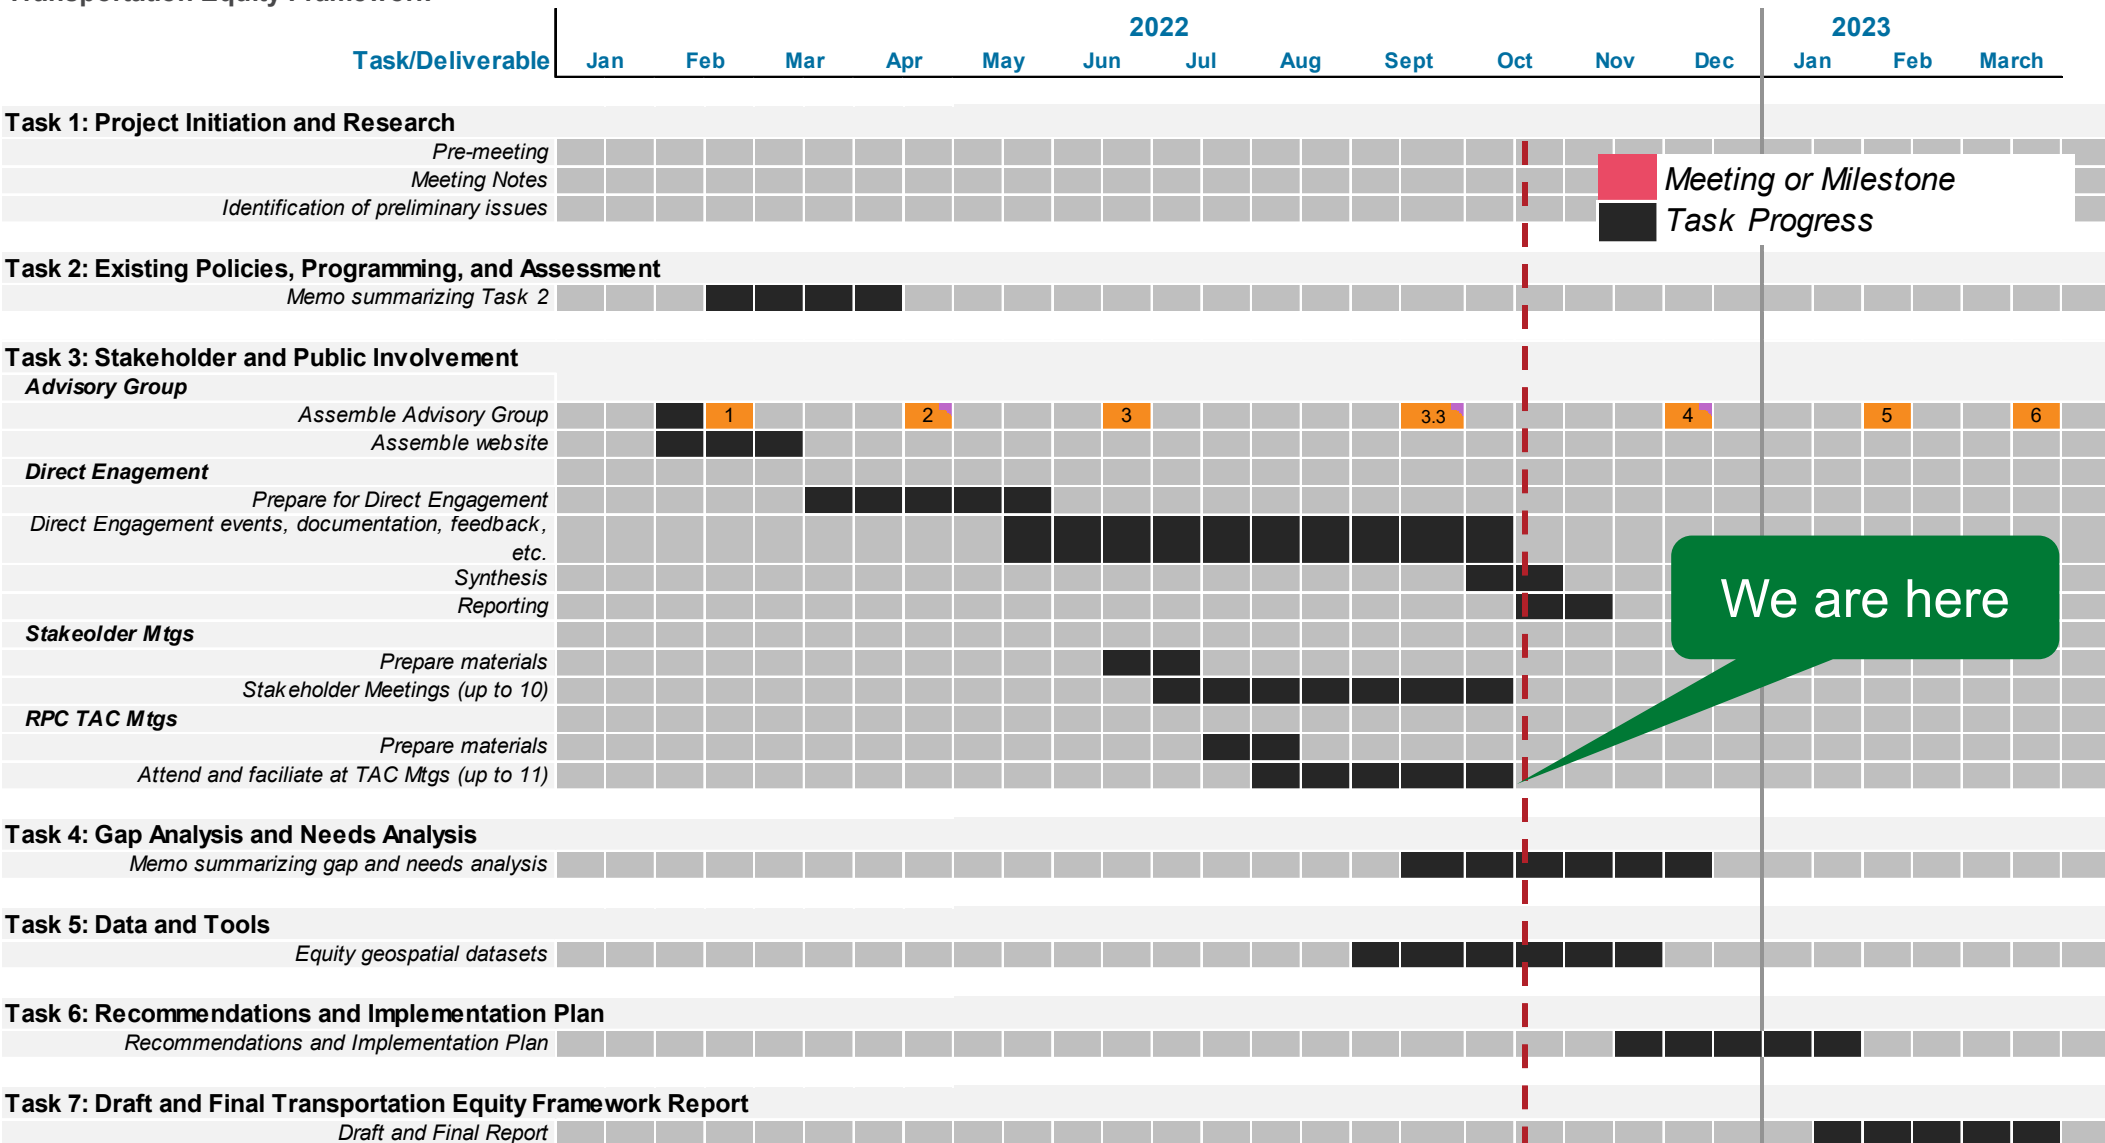 Transportation Equity Framework
2022 2023
Task/Deliverable Jan Feb Mar Apr May Jun Jul Aug Sept Oct Nov Dec Jan Feb March
Task 1: Project Initiation and Research
Pre-meeting
Meeting Notes
Identification of preliminary issues
Meeting or Milestone
Task Progress
Task 2: Existing Policies, Programming, and Assessment
Memo summarizing Task 2
Task 3: Stakeholder and Public Involvement
Advisory Group
Assemble Advisory Group 1 2 3 3.3 4 5 6
Assemble website
Direct Enagement
Prepare for Direct Engagement
Direct Engagement events, documentation, feedback,
etc.
Synthesis
Reporting
We are here
Stakeolder Mtgs
Prepare materials
Stakeholder Meetings (up to 10)
RPC TAC Mtgs
Prepare materials
Attend and faciliate at TAC Mtgs (up to 11)
Task 4: Gap Analysis and Needs Analysis
Memo summarizing gap and needs analysis
Task 5: Data and Tools
Equity geospatial datasets
Task 6: Recommendations and Implementation Plan
Recommendations and Implementation Plan
Task 7: Draft and Final Transportation Equity Framework Report
Draft and Final Report